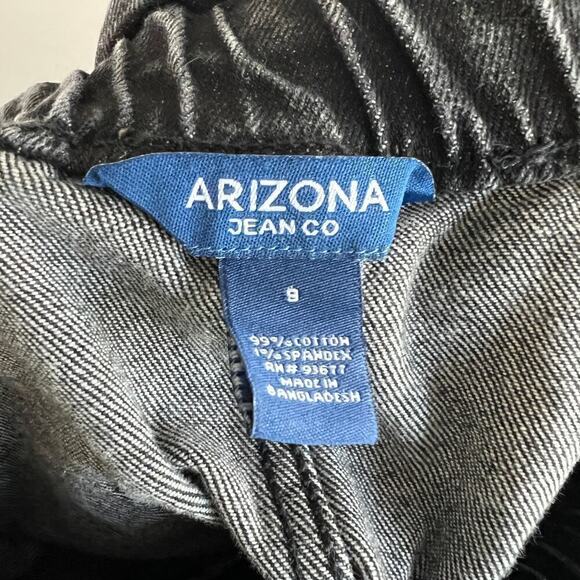 ARIZONA
JEAN CO
9
99% COTTON
1% SPANDEX
RN# 93677
MADE IN
BANGLADESH